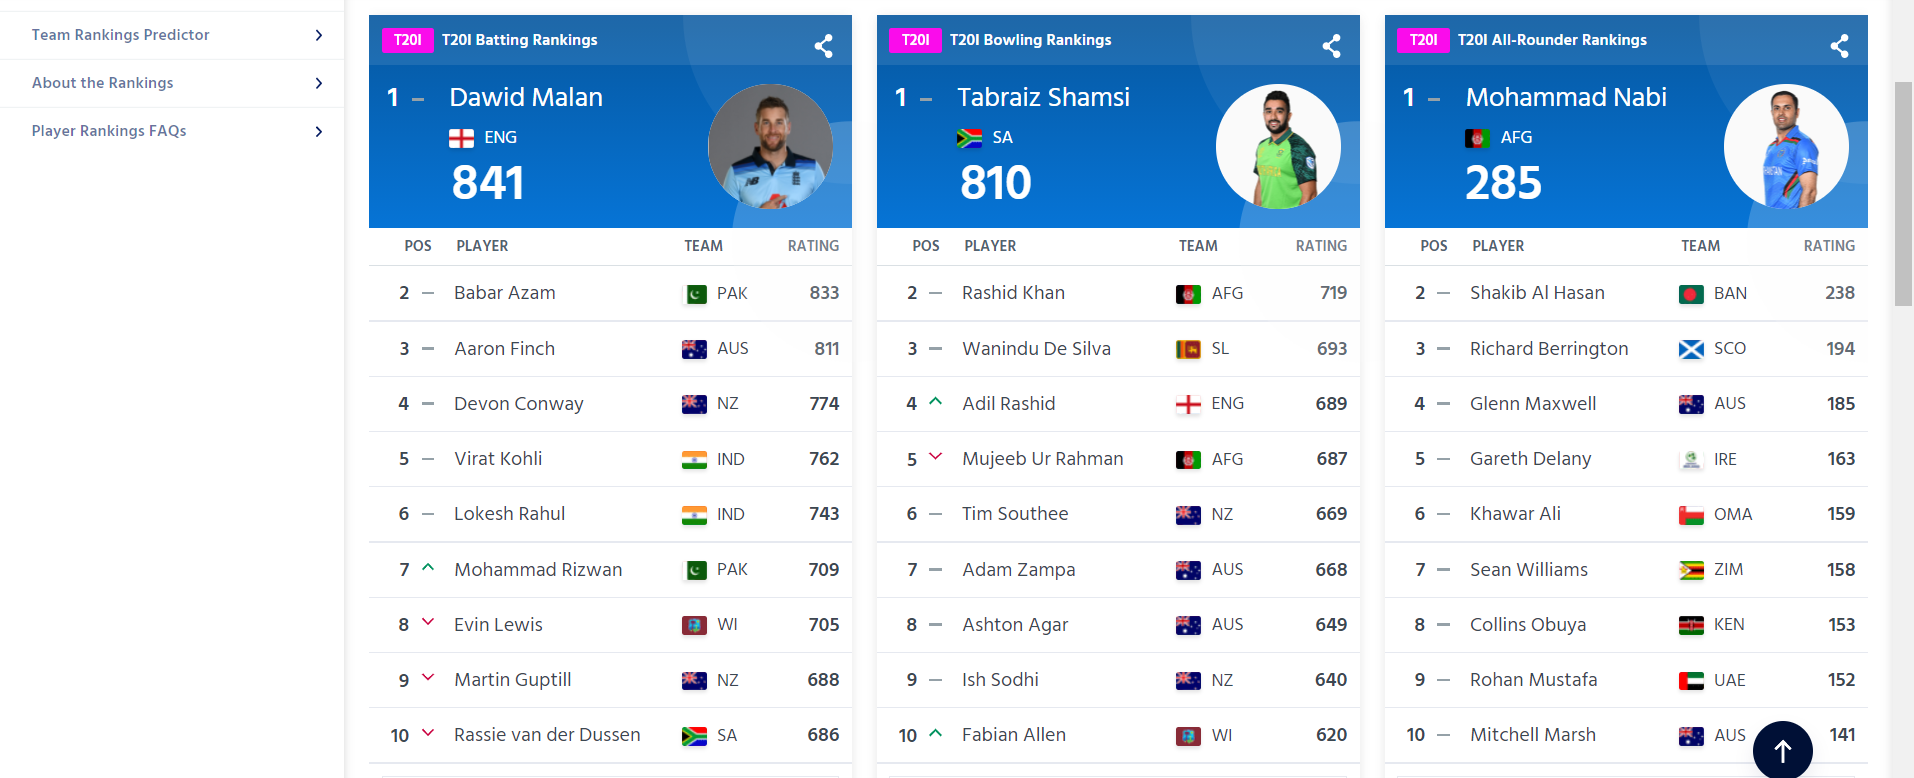 Team Rankings Predictor
About the Rankings
Player Rankings FAQs
T20I T20I Batting Rankings
1 – Dawid Malan
ENG
841
POS PLAYER TEAM RATING
2 – Babar Azam PAK 833
3 – Aaron Finch AUS 811
4 – Devon Conway NZ 774
5 – Virat Kohli IND 762
6 – Lokesh Rahul IND 743
7 Mohammad Rizwan PAK 709
8 Evin Lewis WI 705
9 Martin Guptill NZ 688
10 Rassie van der Dussen SA 686
T20I T20I Bowling Rankings
1 – Tabraiz Shamsi
SA
810
POS PLAYER TEAM RATING
2 – Rashid Khan AFG 719
3 – Wanindu De Silva SL 693
4 Adil Rashid ENG 689
5 Mujeeb Ur Rahman AFG 687
6 – Tim Southee NZ 669
7 – Adam Zampa AUS 668
8 – Ashton Agar AUS 649
9 – Ish Sodhi NZ 640
10 Fabian Allen WI 620
T20I T20I All-Rounder Rankings
1 – Mohammad Nabi
AFG
285
POS PLAYER TEAM RATING
2 – Shakib Al Hasan BAN 238
3 – Richard Berrington SCO 194
4 – Glenn Maxwell AUS 185
5 – Gareth Delany IRE 163
6 – Khawar Ali OMA 159
7 – Sean Williams ZIM 158
8 – Collins Obuya KEN 153
9 – Rohan Mustafa UAE 152
10 – Mitchell Marsh AUS 141